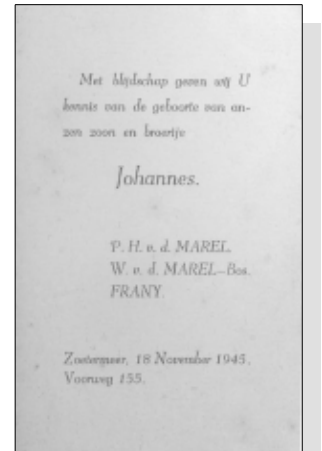 Met blijdschap geven wij U
kennis van de geboorte van on-
zen zoon en broertje
Johannes.
P. H. v. d. MAREL.
W. v. d. MAREL-Bos.
FRANY.
Zoetermeer, 18 November 1945.
Voorweg 155.